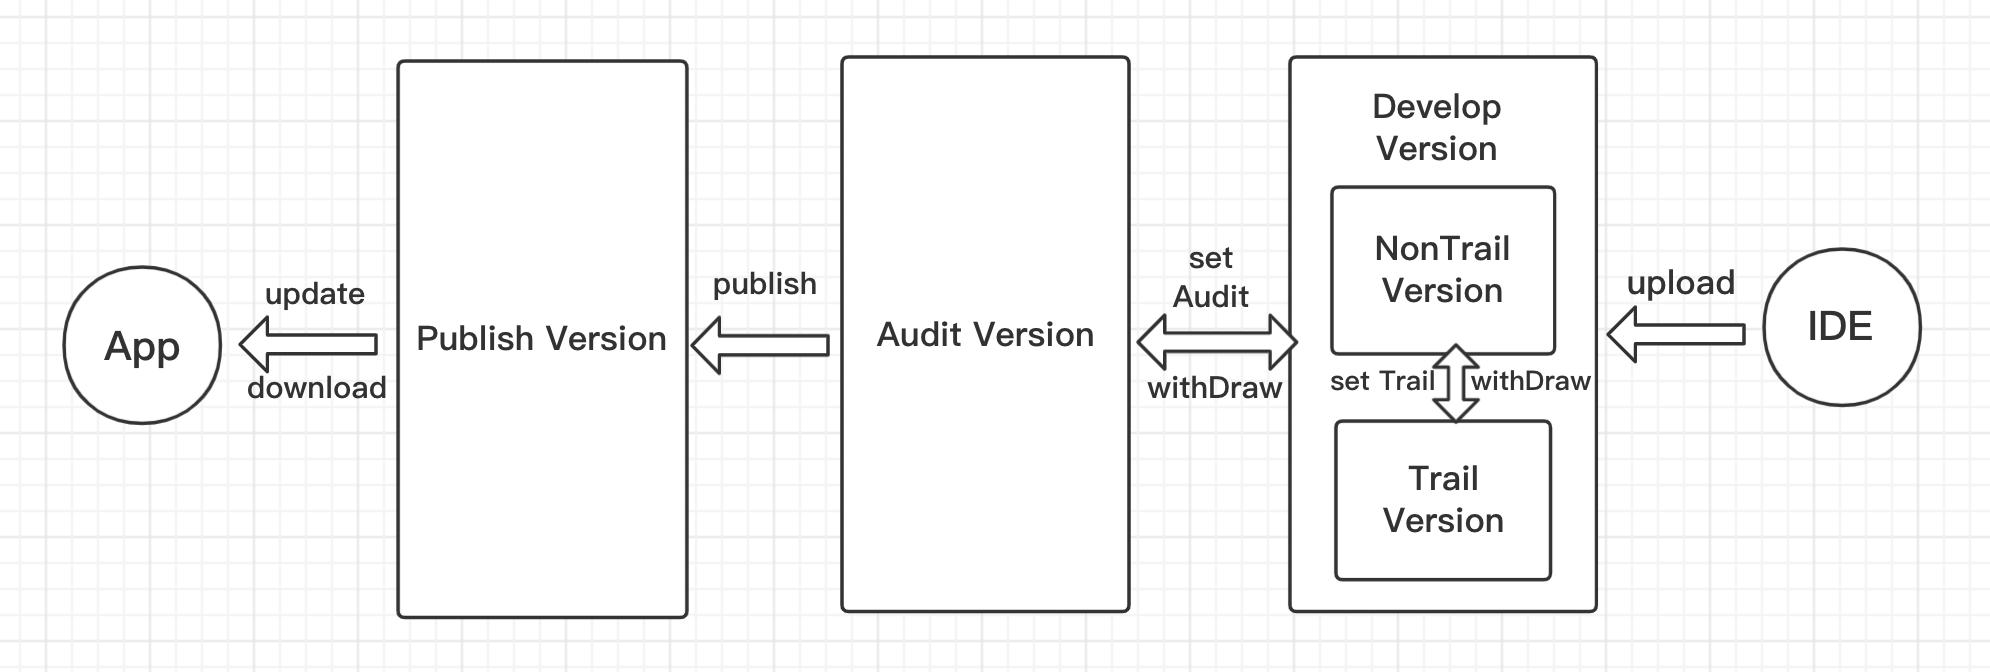 App
update
download
Publish Version
publish
Audit Version
set
Audit
withDraw
Develop
Version
NonTrail
Version
set Trail
withDraw
Trail
Version
upload
IDE